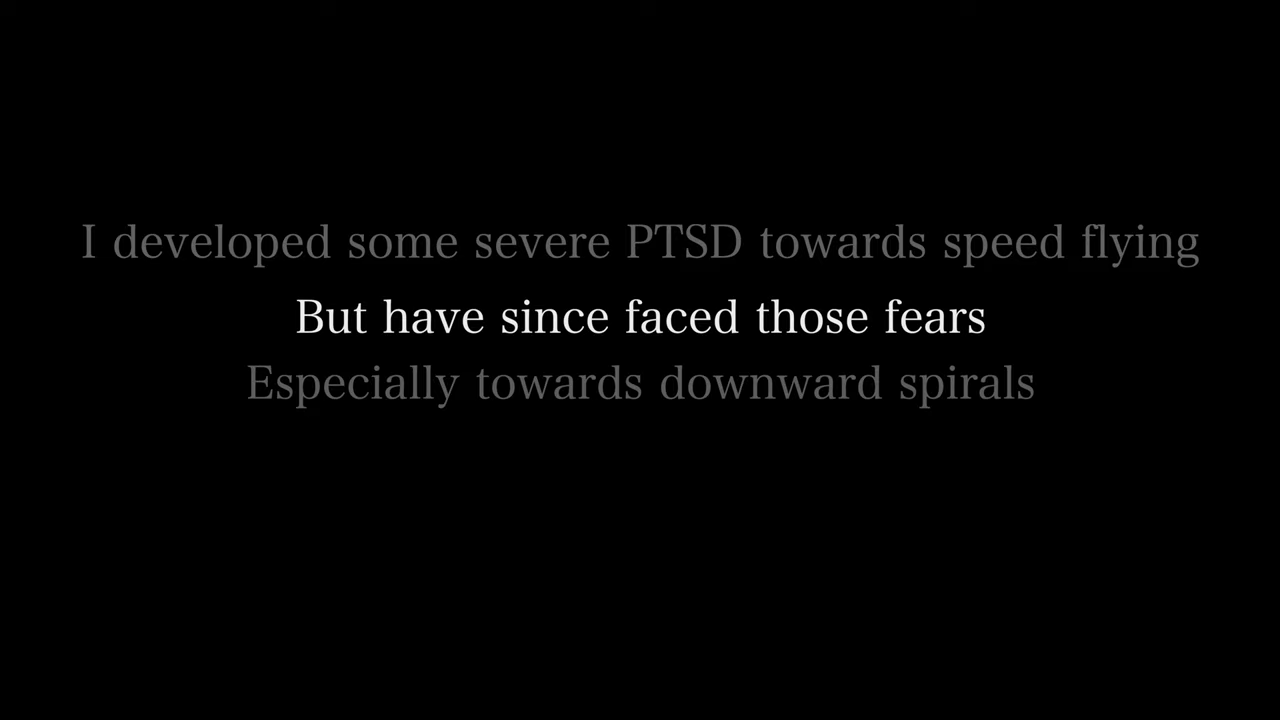 I developed some severe PTSD towards speed flying
But have since faced those fears
Especially towards downward spirals